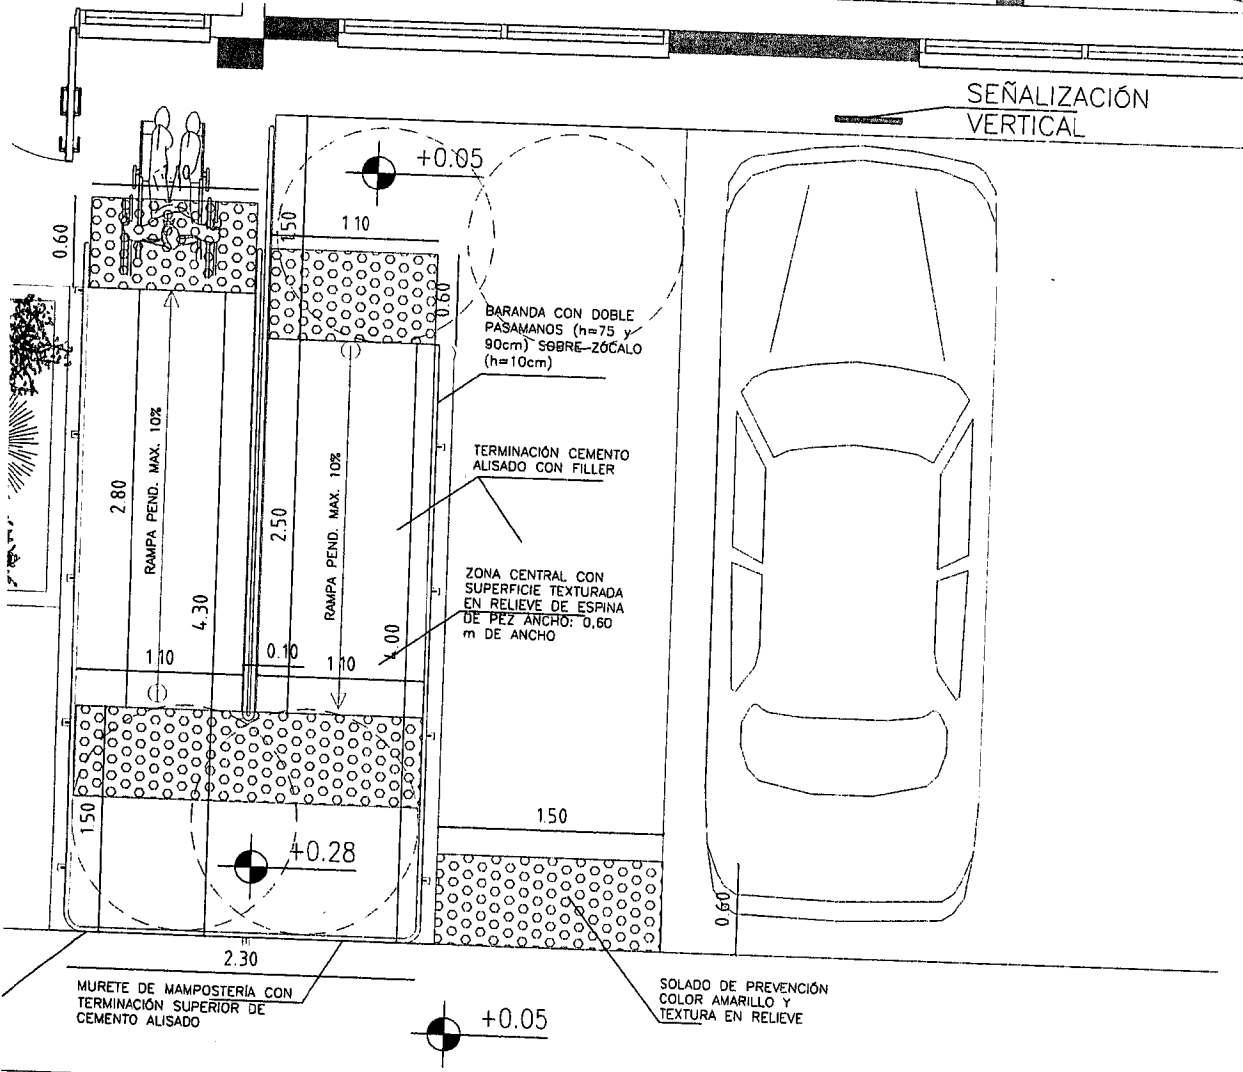 SEÑALIZACIÓN
VERTICAL
+0.05
0.60
1.50
1.10
0.60
BARANDA CON DOBLE
PASAMANOS (h=75 y
90cm) SOBRE ZÓCALO
(h=10cm)
RAMPA PEND. MAX. 10%
2.80
TERMINACIÓN CEMENTO
ALISADO CON FILLER
RAMPA PEND. MAX. 10%
2.50
ZONA CENTRAL CON
SUPERFICIE TEXTURADA
EN RELIEVE DE ESPINA
DE PEZ ANCHO: 0,60
m DE ANCHO
4.30
4.00
1.10
0.10
1.10
1.50
1.50
+0.28
0.60
2.30
MURETE DE MAMPOSTERÍA CON
TERMINACIÓN SUPERIOR DE
CEMENTO ALISADO
SOLADO DE PREVENCIÓN
COLOR AMARILLO Y
TEXTURA EN RELIEVE
+0.05